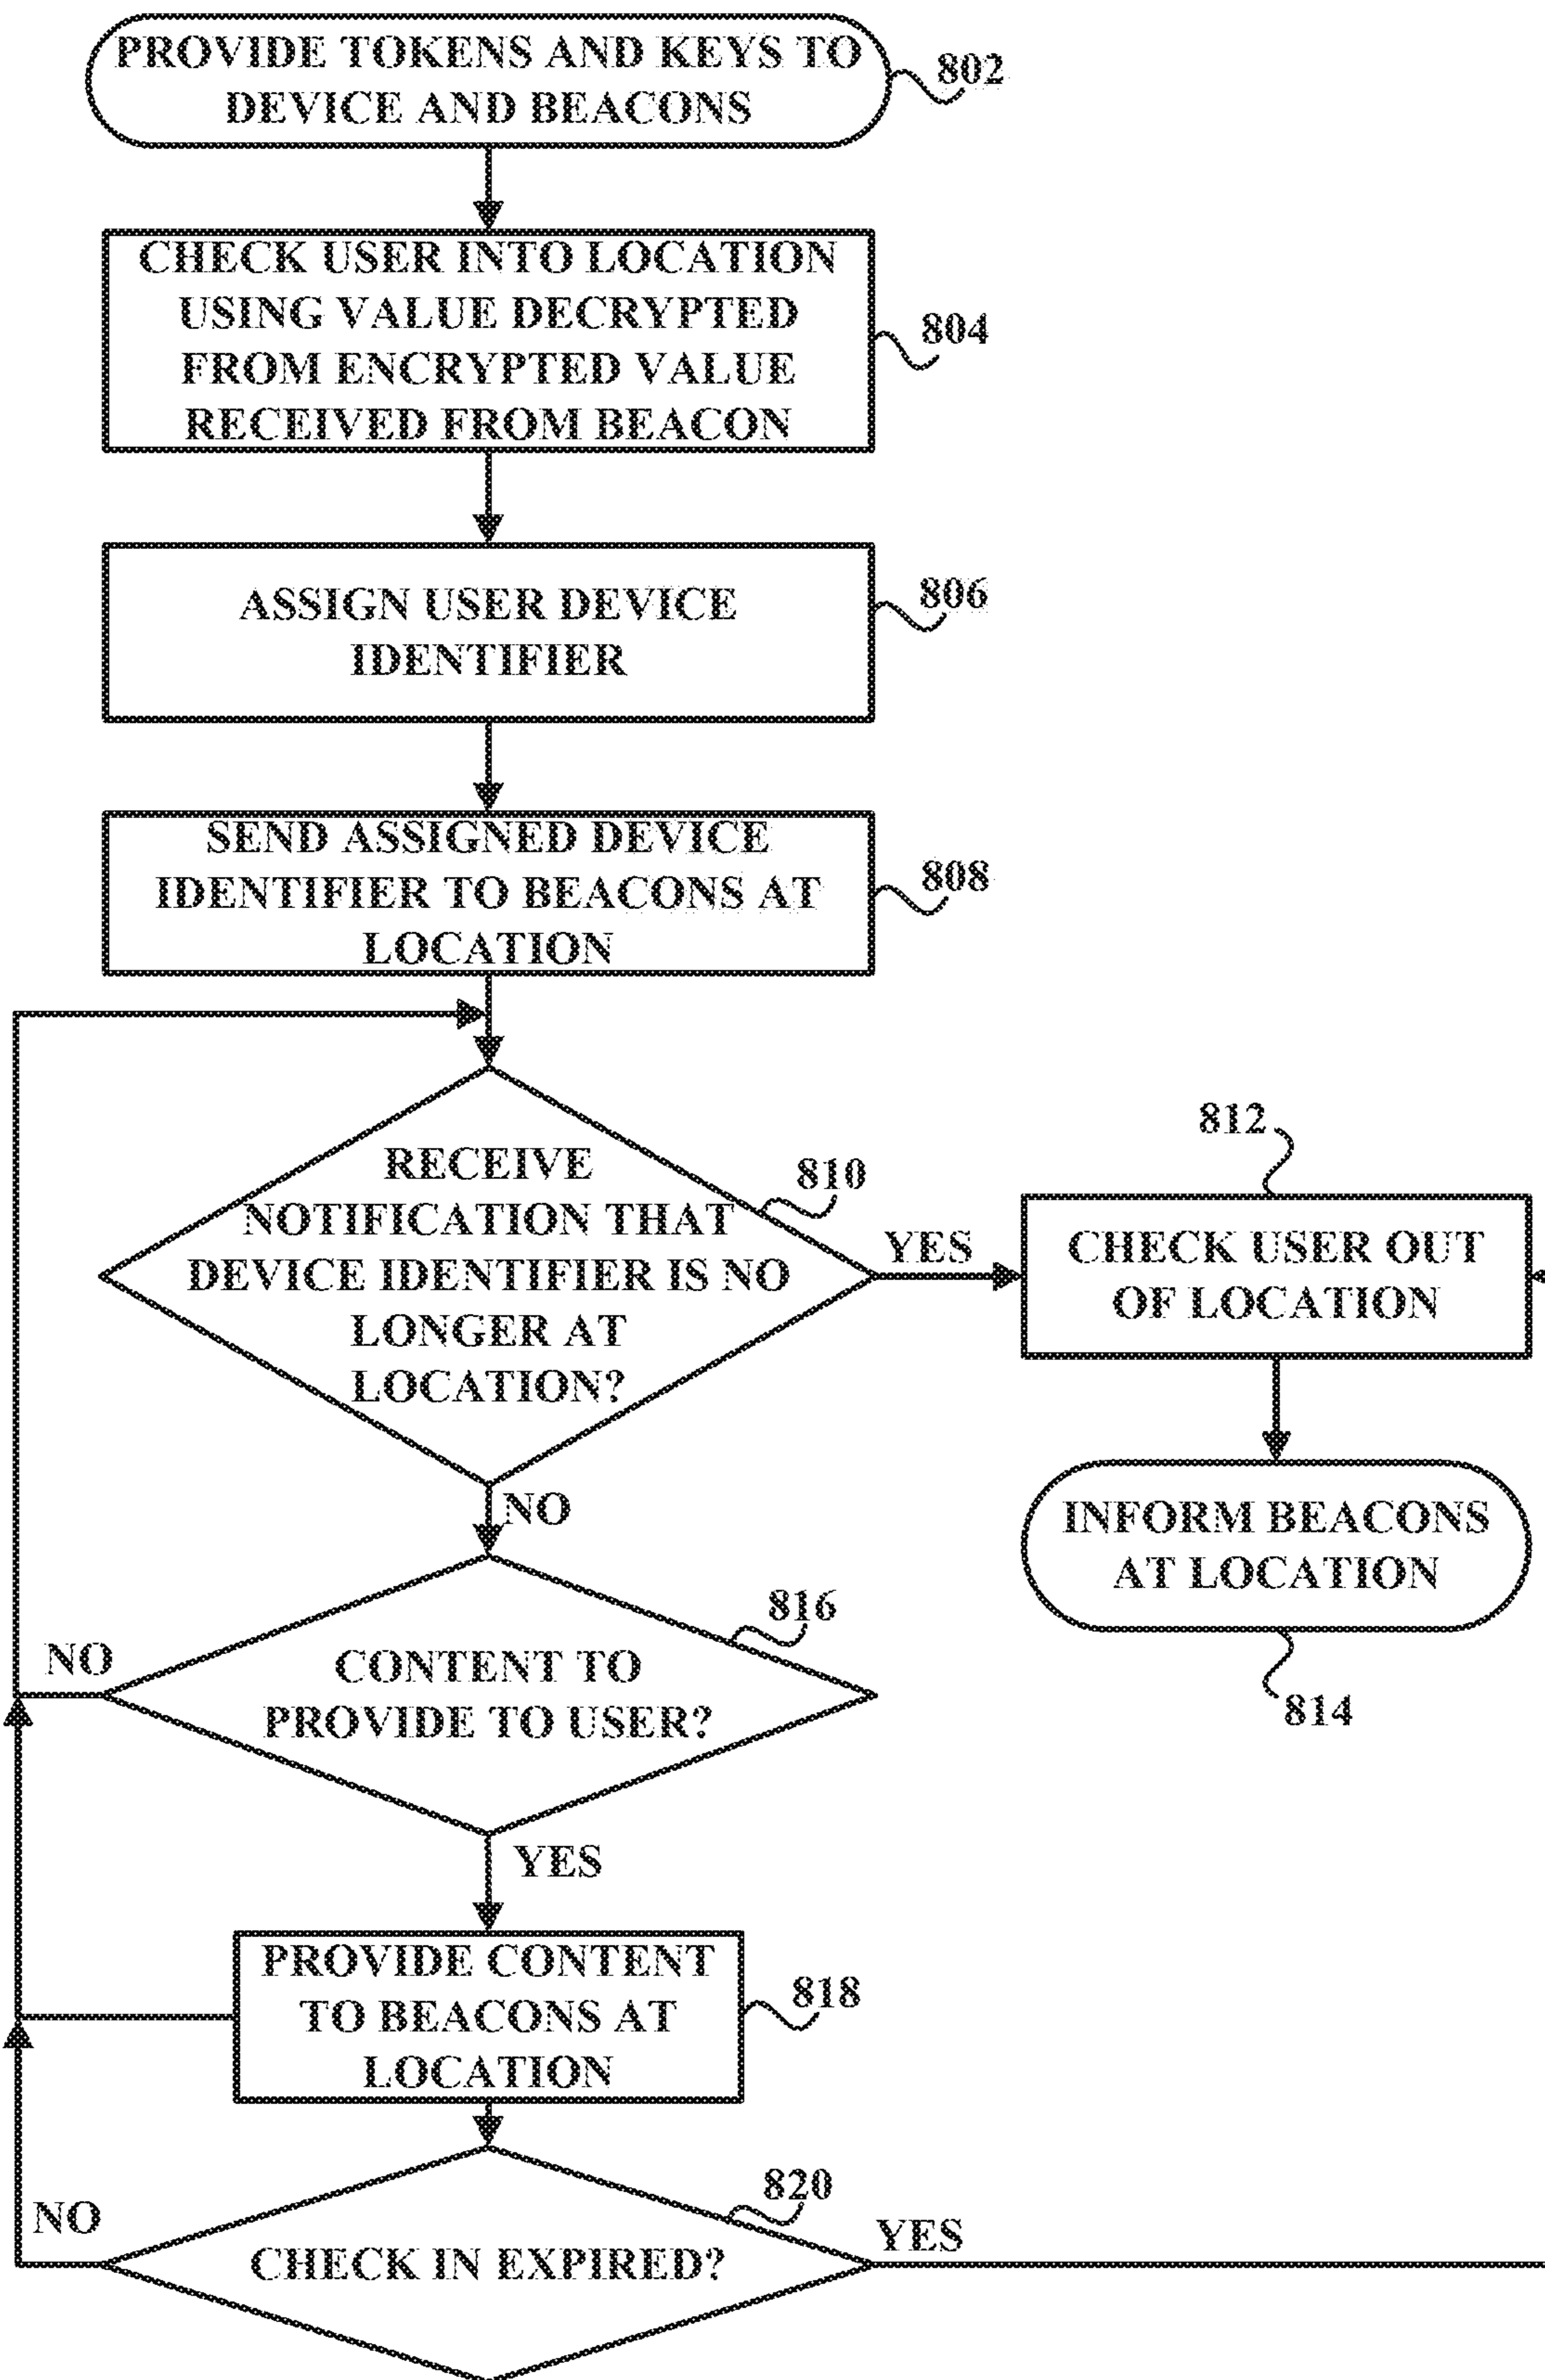 PROVIDE TOKENS AND KEYS TO
DEVICE AND BEACONS
802
CHECK USER INTO LOCATION
USING VALUE DECRYPTED
FROM ENCRYPTED VALUE
RECEIVED FROM BEACON
804
ASSIGN USER DEVICE
IDENTIFIER
806
SEND ASSIGNED DEVICE
IDENTIFIER TO BEACONS AT
LOCATION
808
RECEIVE
NOTIFICATION THAT
DEVICE IDENTIFIER IS NO
LONGER AT
LOCATION?
810
YES
812
CHECK USER OUT
OF LOCATION
INFORM BEACONS
AT LOCATION
814
NO
CONTENT TO
PROVIDE TO USER?
816
NO
YES
PROVIDE CONTENT
TO BEACONS AT
LOCATION
818
CHECK IN EXPIRED?
820
NO
YES